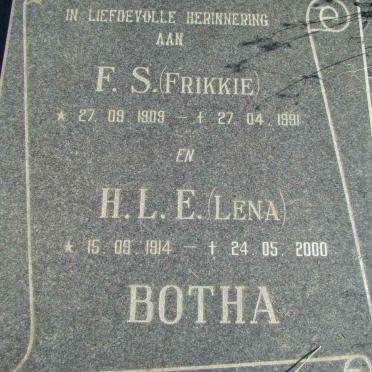 IN LIEFDEVOLLE HERINNERING
AAN
F. S. (FRIKKIE)
★ 27. 09. 1909 — † 27. 04. 1991
EN
H. L. E. (LENA)
★ 15. 09. 1914 — † 24. 05. 2000
BOTHA